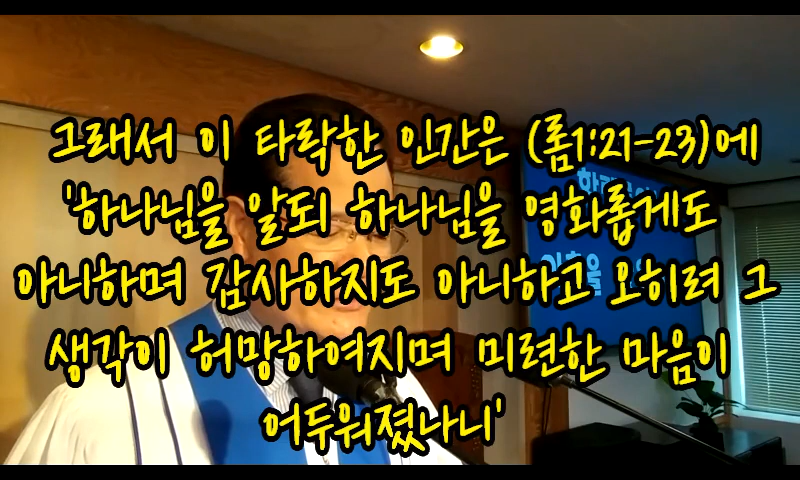 그래서 이 타락한 인간은 (롬1:21-23)에
'하나님을 알되 하나님을 영화롭게도
아니하며 감사하지도 아니하고 오히려 그
생각이 허망하여지며 미련한 마음이
어두워졌나니'